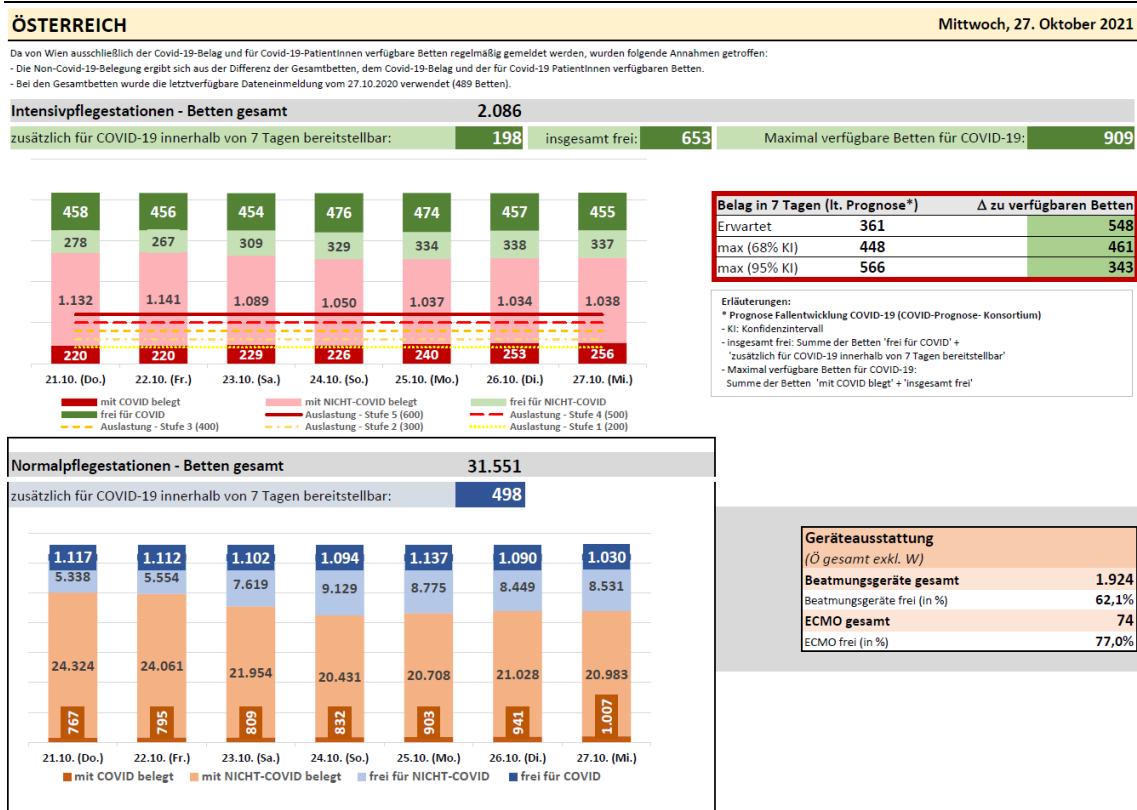 ÖSTERREICH Mittwoch, 27. Oktober 2021
Da von Wien ausschließlich der Covid-19-Belag und für Covid-19-PatientInnen verfügbare Betten regelmäßig gemeldet werden, wurden folgende Annahmen getroffen:
- Die Non-Covid-19-Belegung ergibt sich aus der Differenz der Gesamtbetten, dem Covid-19-Belag und der für Covid-19 PatientInnen verfügbaren Betten.
- Bei den Gesamtbetten wurde die letztverfügbare Dateneinmeldung vom 27.10.2020 verwendet (489 Betten).
Intensivpflegestationen - Betten gesamt 2.086
zusätzlich für COVID-19 innerhalb von 7 Tagen bereitstellbar: 198 insgesamt frei: 653 Maximal verfügbare Betten für COVID-19: 909
458 456 454 476 474 457 455
278 267 309 329 334 338 337
1.132 1.141 1.089 1.050 1.037 1.034 1.038
220 220 229 226 240 253 256
21.10. (Do.) 22.10. (Fr.) 23.10. (Sa.) 24.10. (So.) 25.10. (Mo.) 26.10. (Di.) 27.10. (Mi.)
mit COVID belegt mit NICHT-COVID belegt frei für NICHT-COVID
frei für COVID Auslastung - Stufe 5 (600) Auslastung - Stufe 4 (500)
Auslastung - Stufe 3 (400) Auslastung - Stufe 2 (300) Auslastung - Stufe 1 (200)
Belag in 7 Tagen (lt. Prognose*) Δ zu verfügbaren Betten
Erwartet 361 548
max (68% KI) 448 461
max (95% KI) 566 343
Erläuterungen:
* Prognose Fallentwicklung COVID-19 (COVID-Prognose- Konsortium)
- KI: Konfidenzintervall
- insgesamt frei: Summe der Betten 'frei für COVID' +
'zusätzlich für COVID-19 innerhalb von 7 Tagen bereitstellbar'
- Maximal verfügbare Betten für COVID-19:
Summe der Betten 'mit COVID blegt' + 'insgesamt frei'
Normalpflegestationen - Betten gesamt 31.551
zusätzlich für COVID-19 innerhalb von 7 Tagen bereitstellbar: 498
1.117 1.112 1.102 1.094 1.137 1.090 1.030
5.338 5.554 7.619 9.129 8.775 8.449 8.531
24.324 24.061 21.954 20.431 20.708 21.028 20.983
767 795 809 832 903 941 1.007
21.10. (Do.) 22.10. (Fr.) 23.10. (Sa.) 24.10. (So.) 25.10. (Mo.) 26.10. (Di.) 27.10. (Mi.)
mit COVID belegt mit NICHT-COVID belegt frei für NICHT-COVID frei für COVID
Geräteausstattung
(Ö gesamt exkl. W)
Beatmungsgeräte gesamt 1.924
Beatmungsgeräte frei (in %) 62,1%
ECMO gesamt 74
ECMO frei (in %) 77,0%